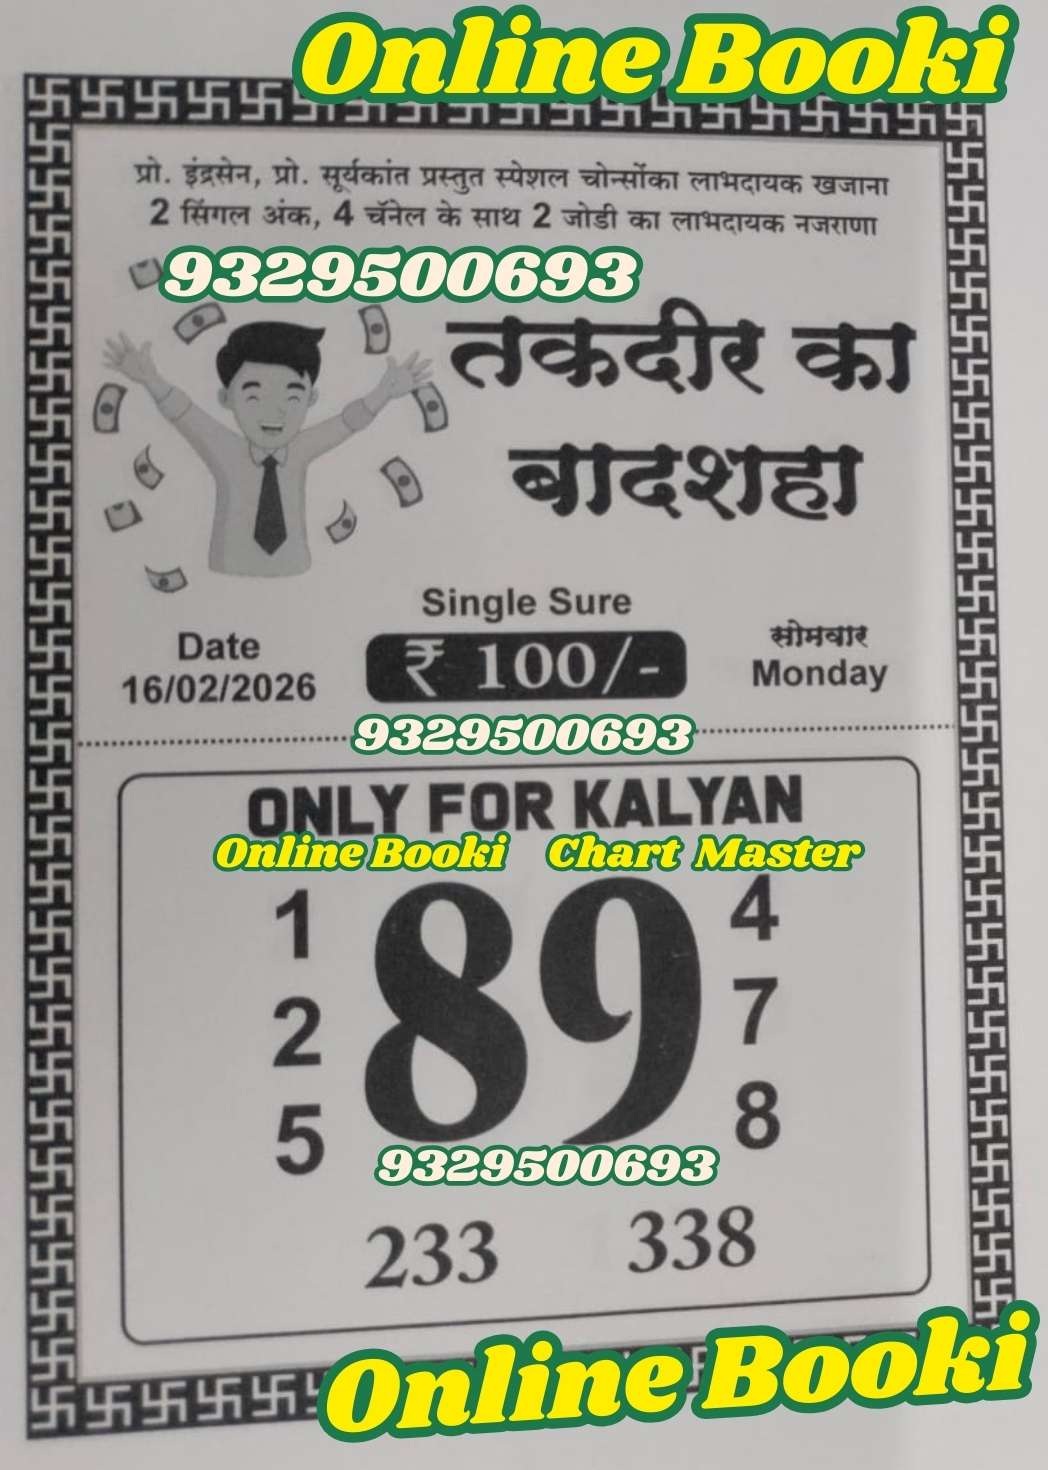 Online Booki
प्रो. इंद्रसेन, प्रो. सूर्यकांत प्रस्तुत स्पेशल चोन्सोंका लाभदायक खजाना
2 सिंगल अंक, 4 चॅनेल के साथ 2 जोडी का लाभदायक नजराणा
9329500693
तकदीर का
बादशहा
Single Sure
Date
16/02/2026
₹ 100/-
सोमवार
Monday
9329500693
ONLY FOR KALYAN
Online Booki Chart Master
1 89 4
2 7
5 8
9329500693
233 338
Online Booki